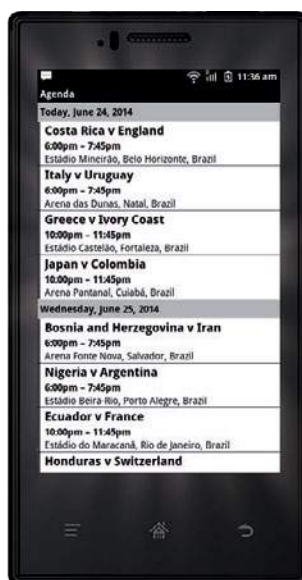 11:36 am
Agenda
Today, June 24, 2014
Costa Rica v England
6:00pm – 7:45pm
Estádio Mineirão, Belo Horizonte, Brazil
Italy v Uruguay
6:00pm – 7:45pm
Arena das Dunas, Natal, Brazil
Greece v Ivory Coast
10:00pm – 11:45pm
Estádio Castelão, Fortaleza, Brazil
Japan v Colombia
10:00pm – 11:45pm
Arena Pantanal, Cuiabá, Brazil
Wednesday, June 25, 2014
Bosnia and Herzegovina v Iran
6:00pm – 7:45pm
Arena Fonte Nova, Salvador, Brazil
Nigeria v Argentina
6:00pm – 7:45pm
Estádio Beira-Rio, Porto Alegre, Brazil
Ecuador v France
10:00pm – 11:45pm
Estádio do Maracanã, Rio de Janeiro, Brazil
Honduras v Switzerland